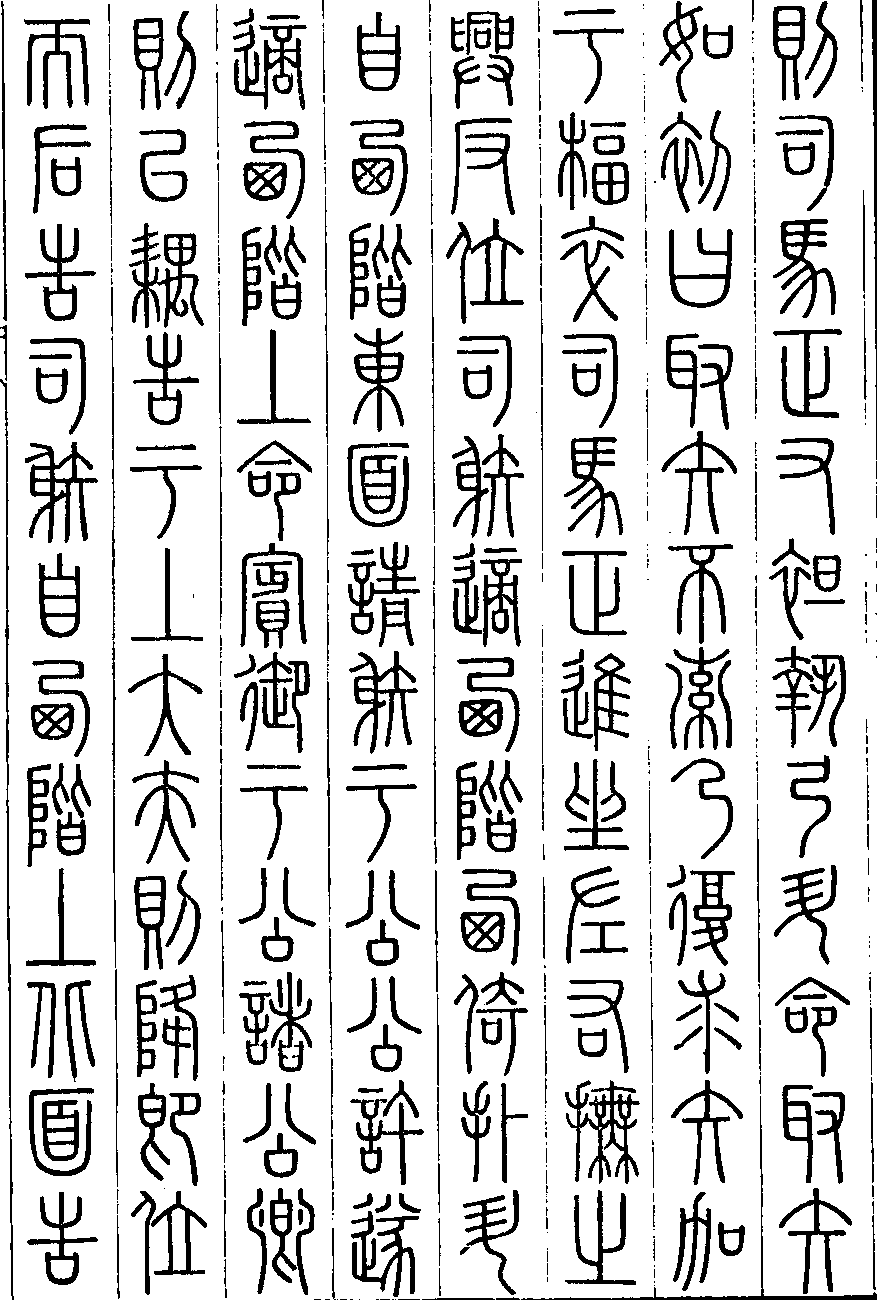 則司馬正又袒執弓升命取矢
如初曰取矢不索乃復求矢加
于楅卒司馬正進坐左右撫之
興反位司射適西階西倚扑升
自西階東面請射于公公許遂
適西階上命賓御于公諸公卿
則以耦告于上大夫則降即位
而后告司射自西階上北面告